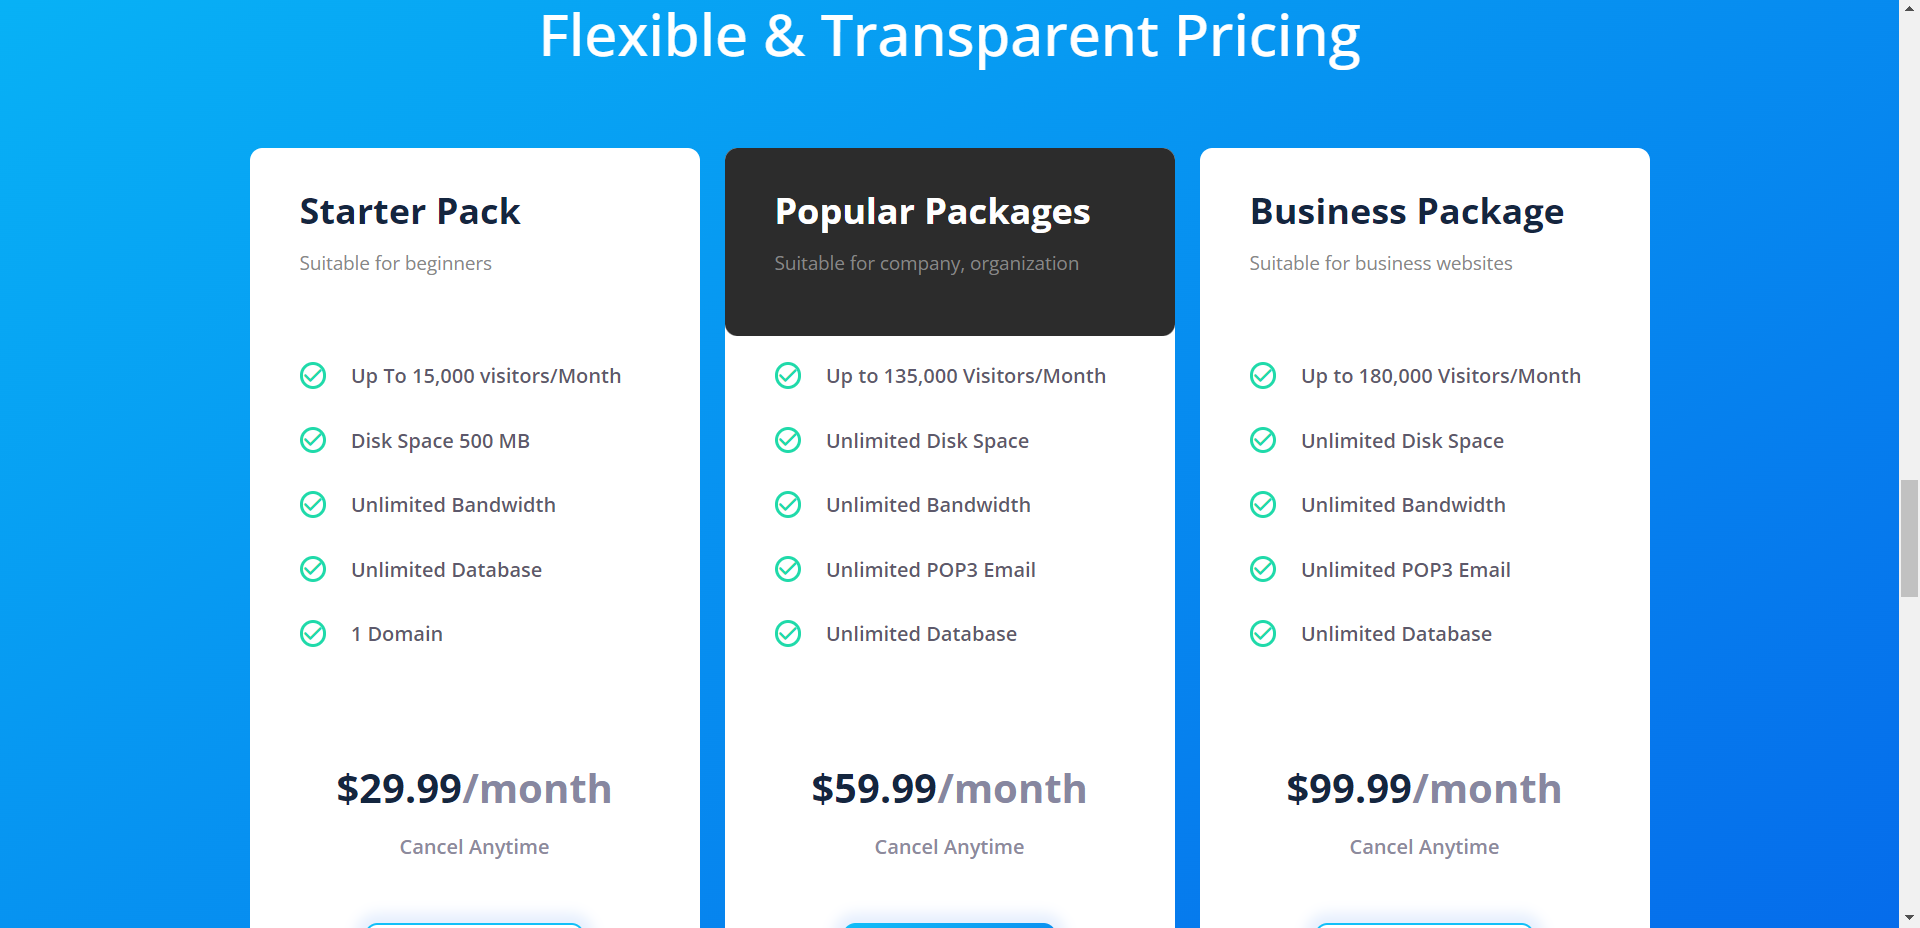 Flexible & Transparent Pricing
Starter Pack
Suitable for beginners
Up To 15,000 visitors/Month
Disk Space 500 MB
Unlimited Bandwidth
Unlimited Database
1 Domain
$29.99/month
Cancel Anytime
Popular Packages
Suitable for company, organization
Up to 135,000 Visitors/Month
Unlimited Disk Space
Unlimited Bandwidth
Unlimited POP3 Email
Unlimited Database
$59.99/month
Cancel Anytime
Business Package
Suitable for business websites
Up to 180,000 Visitors/Month
Unlimited Disk Space
Unlimited Bandwidth
Unlimited POP3 Email
Unlimited Database
$99.99/month
Cancel Anytime